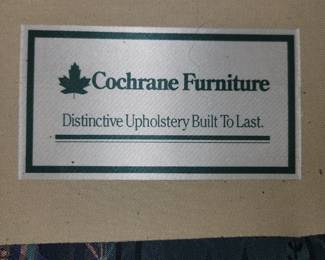 Cochrane Furniture
Distinctive Upholstery Built To Last.